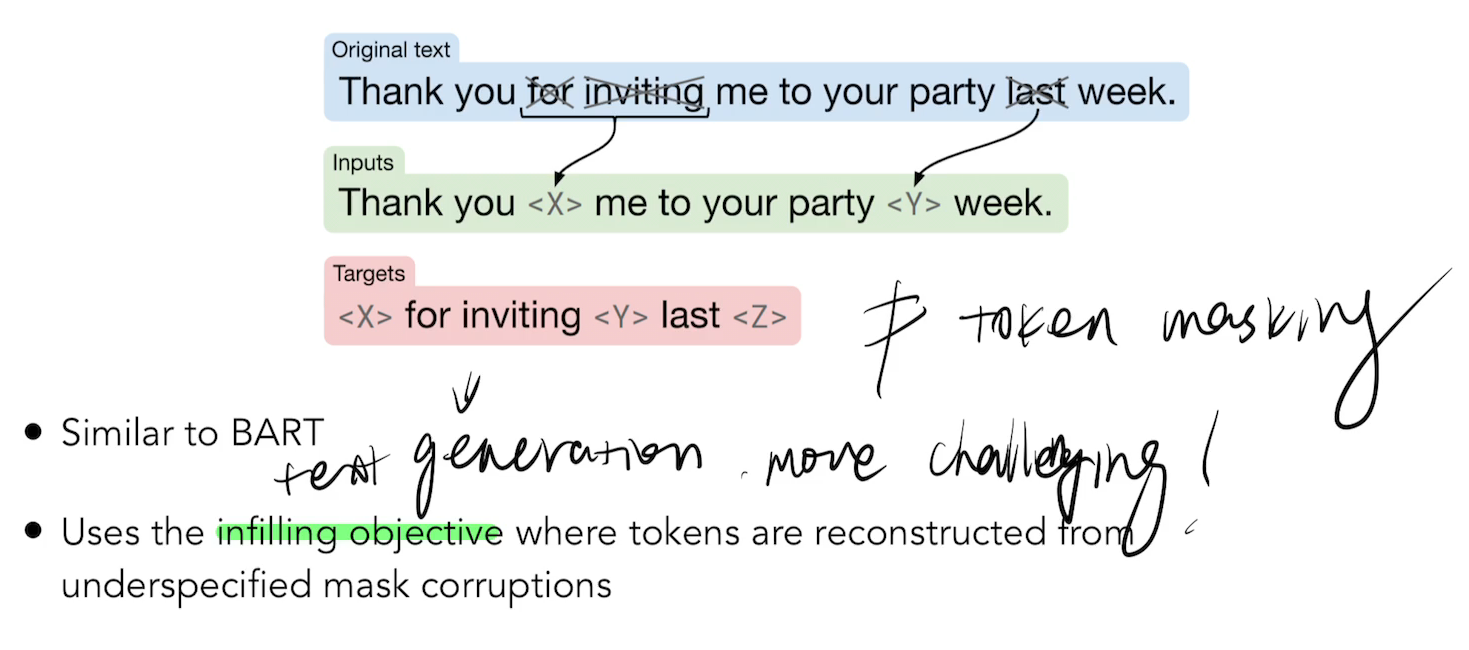 Original text
Thank you for inviting me to your party last week.
Inputs
Thank you <X> me to your party <Y> week.
Targets
<X> for inviting <Y> last <Z>
≠ token masking
• Similar to BART
text generation. more challenging!
• Uses the infilling objective where tokens are reconstructed from
underspecified mask corruptions